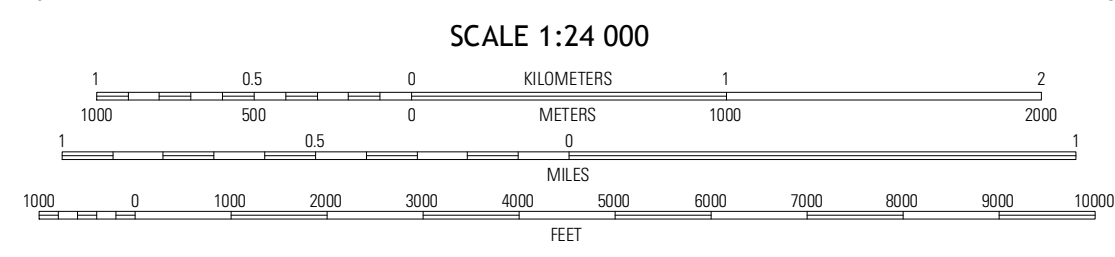 SCALE 1:24 000
1 0.5 0 KILOMETERS 1 2
1000 500 0 METERS 1000 2000
1 0.5 0 1
MILES
1000 0 1000 2000 3000 4000 5000 6000 7000 8000 9000 10000
FEET